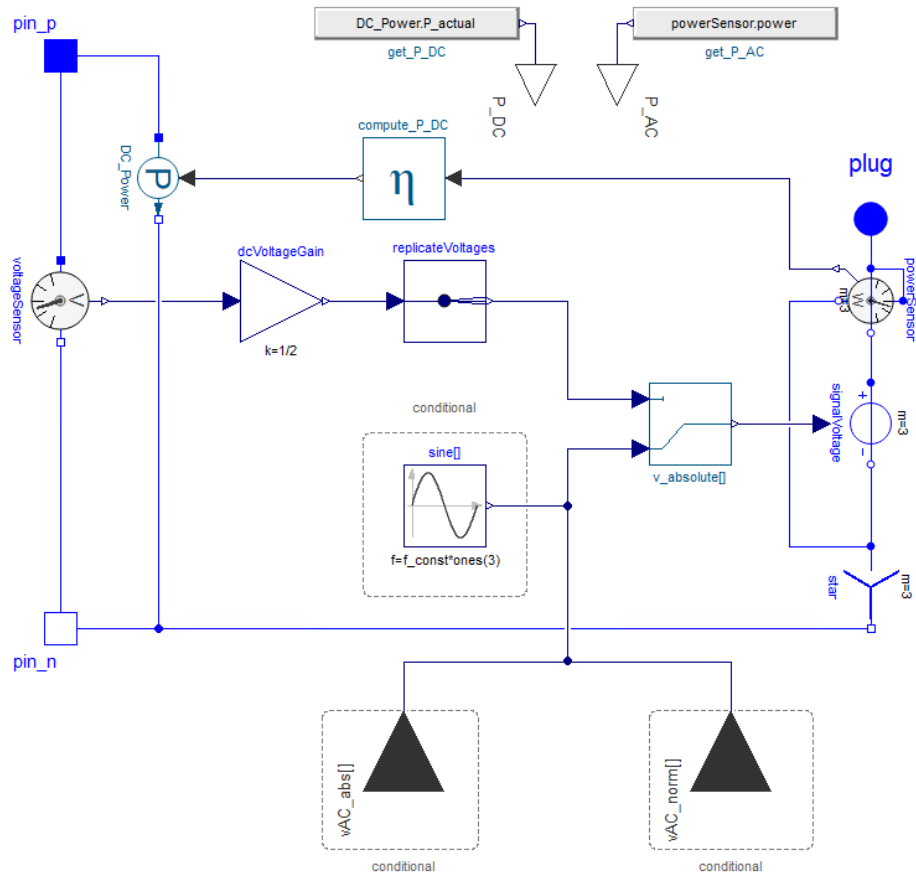 pin_p
DC_Power.P_actual
powerSensor.power
get_P_DC
get_P_AC
P_DC
P_AC
compute_P_DC
DC_Power
P
η
plug
dcVoltageGain
replicateVoltages
voltageSensor
V
k=1/2
W
m=3
powerSensor
conditional
sine[]
f=f_const*ones(3)
v_absolute[]
signalVoltage
+
−
m=3
star
m=3
pin_n
vAC_abs[]
vAC_norm[]
conditional
conditional